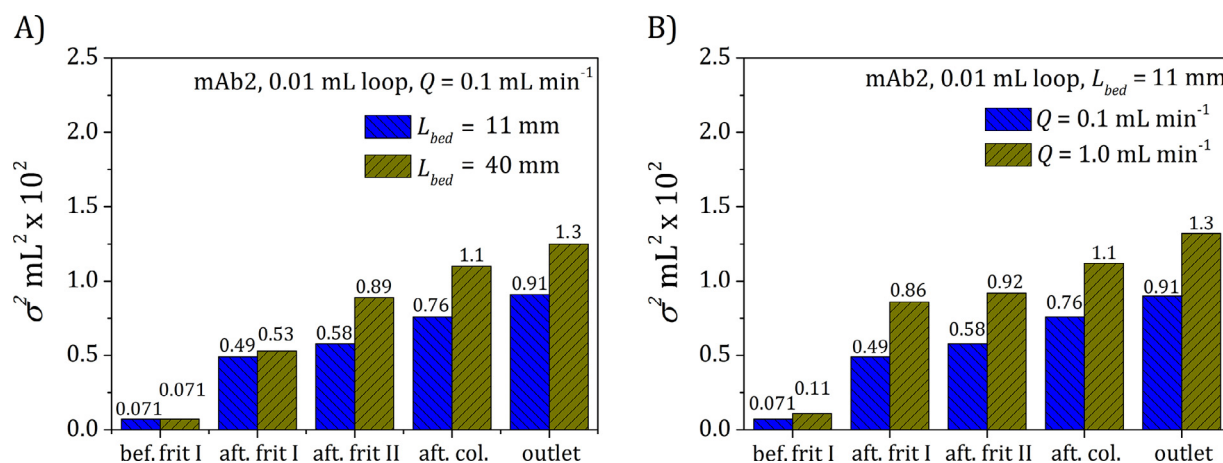 A)
mAb2, 0.01 mL loop, Q = 0.1 mL min⁻¹
L_bed = 11 mm
L_bed = 40 mm
σ² mL² x 10²
2.5
2.0
1.5
1.0
0.5
0.0
0.071
0.071
0.49
0.53
0.58
0.89
0.76
1.1
0.91
1.3
bef. frit I
aft. frit I
aft. frit II
aft. col.
outlet
B)
mAb2, 0.01 mL loop, L_bed = 11 mm
Q = 0.1 mL min⁻¹
Q = 1.0 mL min⁻¹
σ² mL² x 10²
2.5
2.0
1.5
1.0
0.5
0.0
0.071
0.11
0.49
0.86
0.58
0.92
0.76
1.1
0.91
1.3
bef. frit I
aft. frit I
aft. frit II
aft. col.
outlet